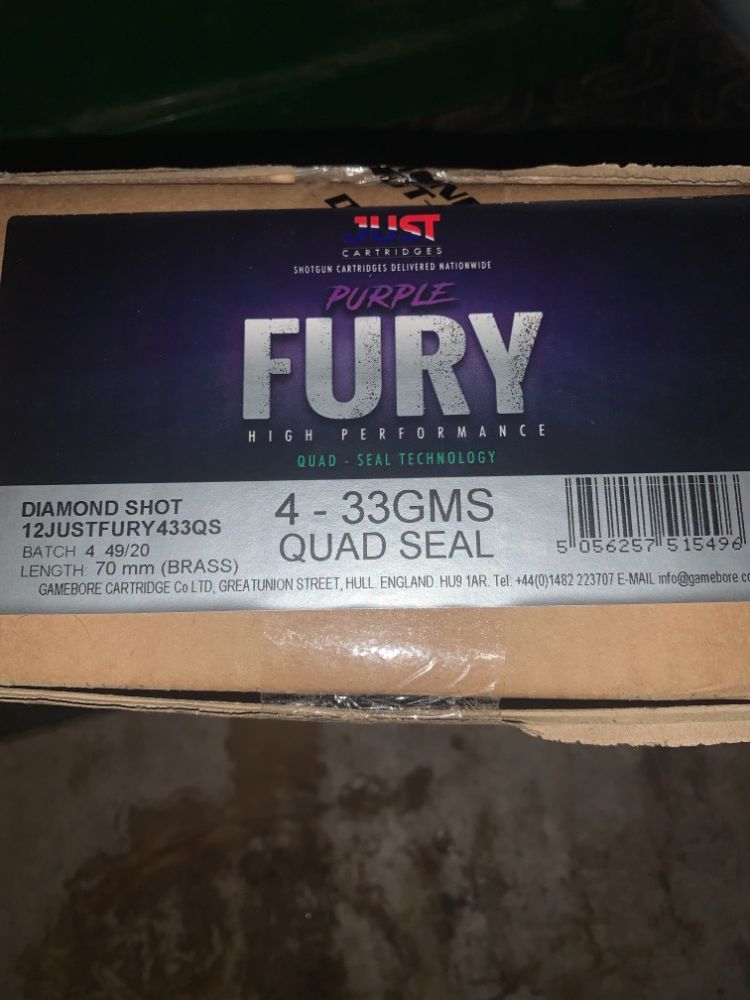 JUST
CARTRIDGES
SHOTGUN CARTRIDGES DELIVERED NATIONWIDE
PURPLE
FURY
HIGH PERFORMANCE
QUAD - SEAL TECHNOLOGY
DIAMOND SHOT
12JUSTFURY433QS
BATCH 4 49/20
LENGTH: 70 mm (BRASS)
4 - 33GMS
QUAD SEAL
5 056257 515496
GAMEBORE CARTRIDGE Co LTD, GREATUNION STREET, HULL. ENGLAND. HU9 1AR. Tel: +44(0)1482 223707 E-MAIL info@gamebore.co